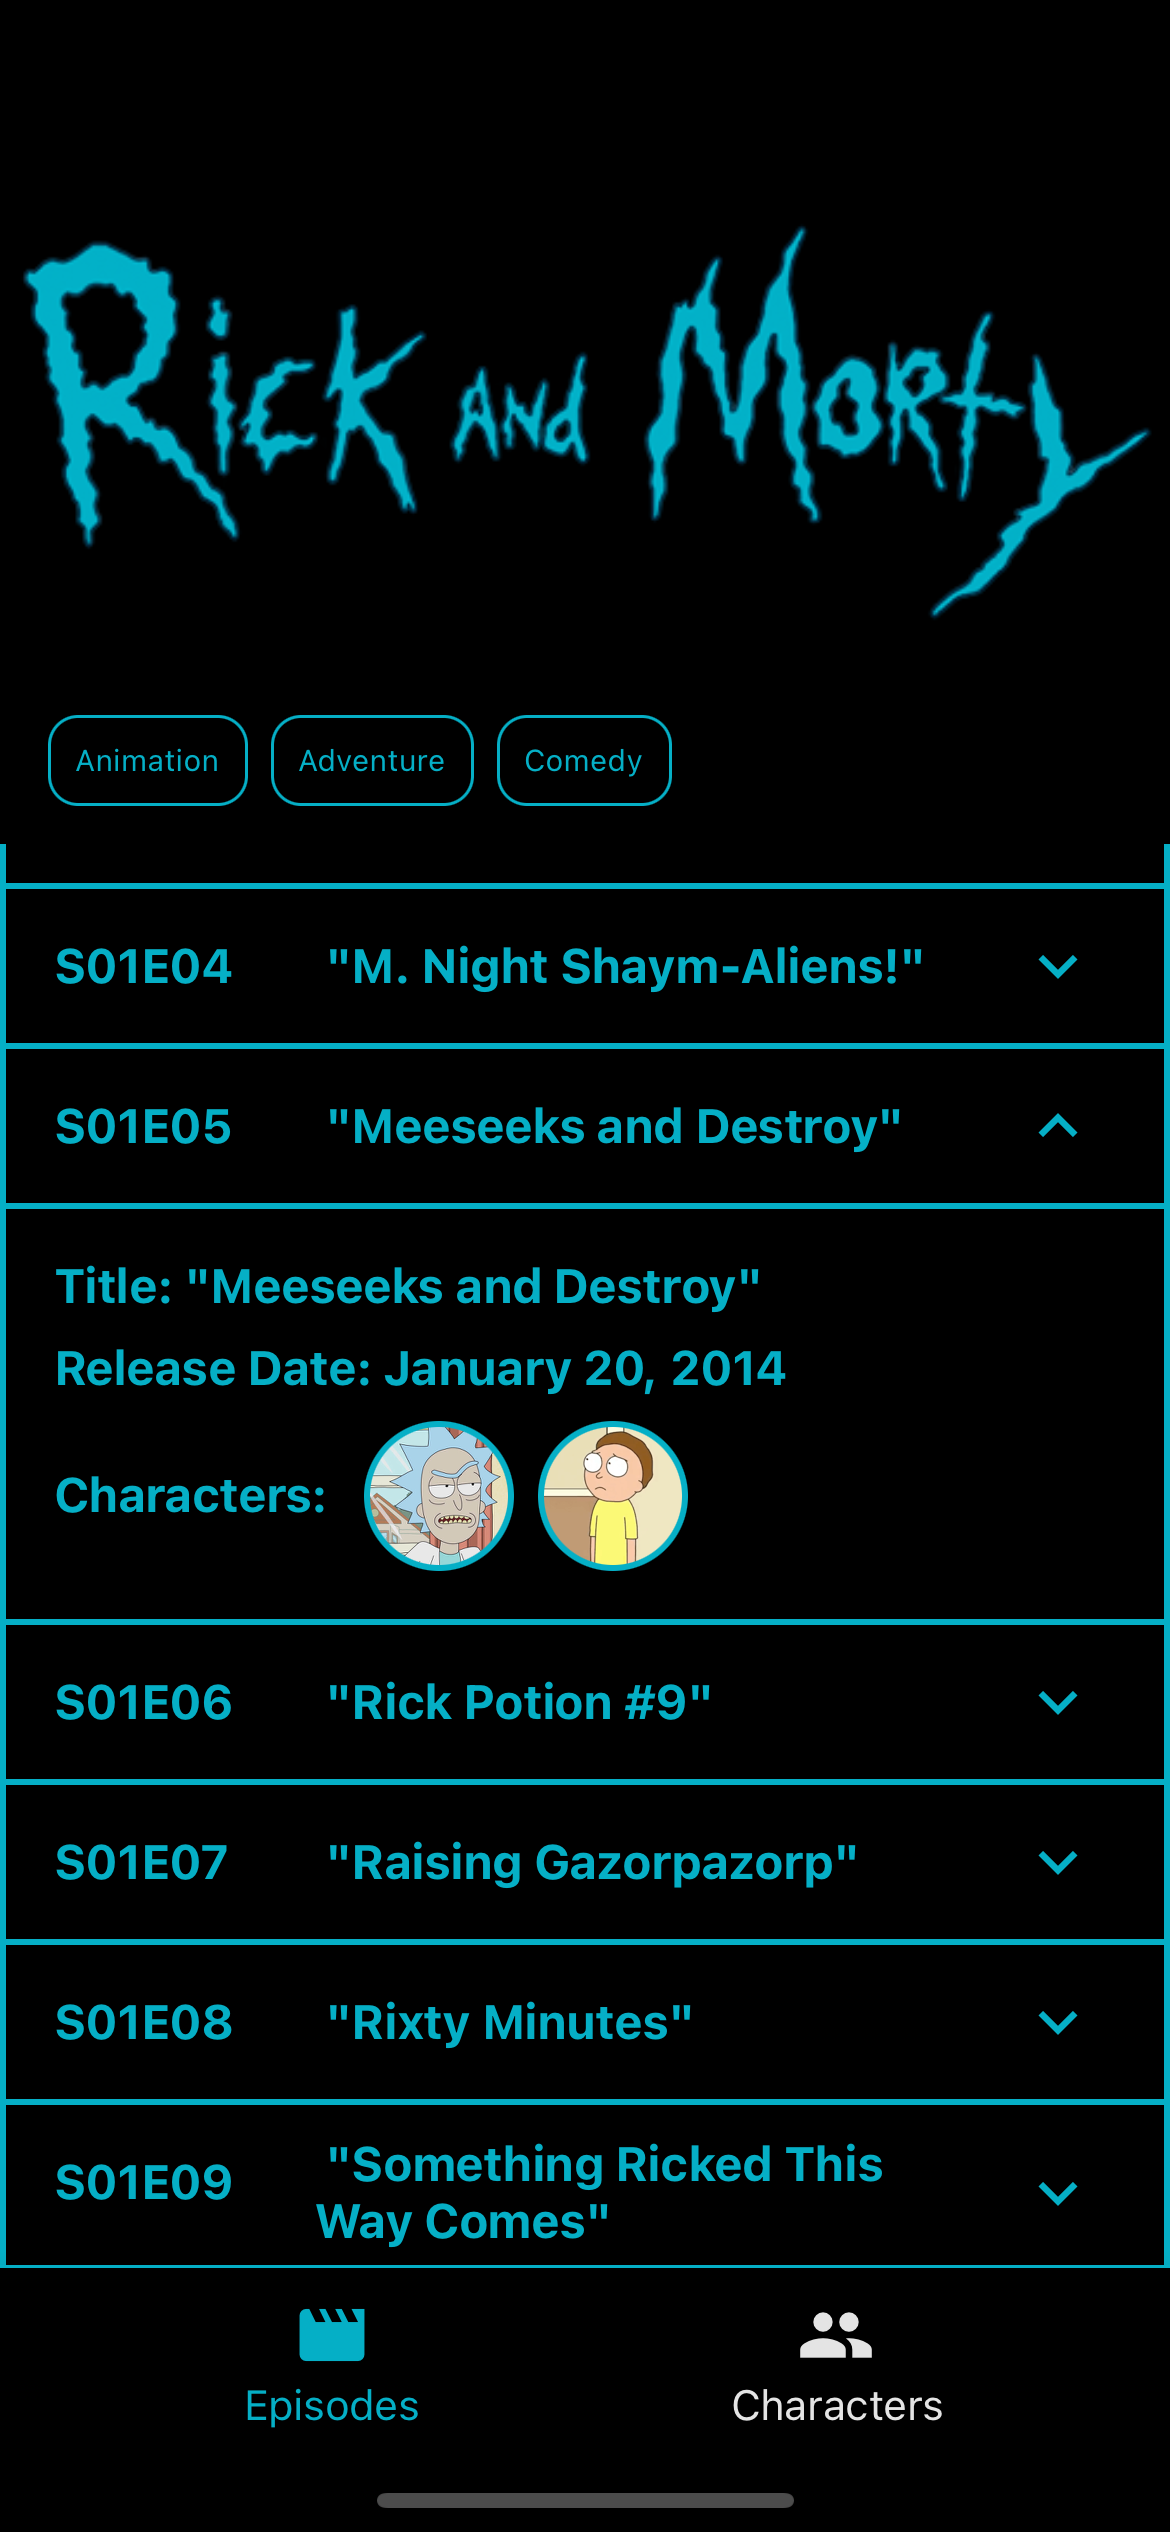 Rick and Morty
Animation Adventure Comedy
S01E04 "M. Night Shaym-Aliens!"
S01E05 "Meeseeks and Destroy"
Title: "Meeseeks and Destroy"
Release Date: January 20, 2014
Characters:
S01E06 "Rick Potion #9"
S01E07 "Raising Gazorpazorp"
S01E08 "Rixty Minutes"
S01E09 "Something Ricked This
Way Comes"
Episodes Characters